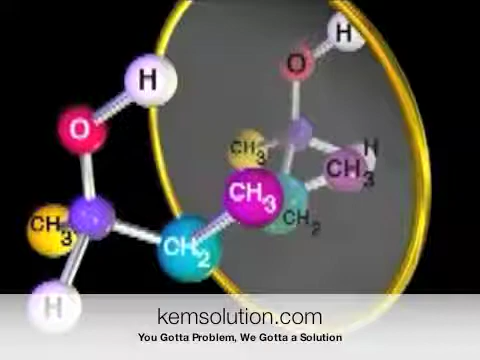 H
H
O
O
CH3
CH3
H
CH3
CH3
CH2
CH2
H
kemsolution.com
You Gotta Problem, We Gotta a Solution